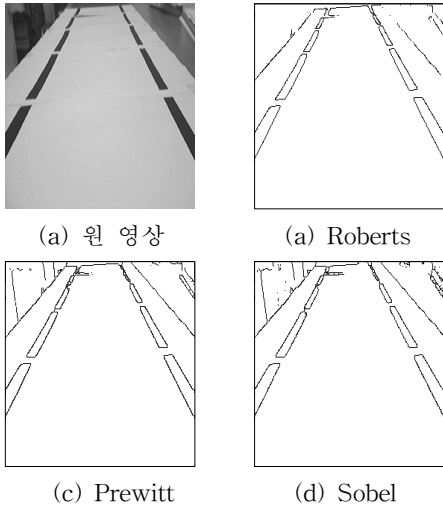 (a) 원 영상
(a) Roberts
(c) Prewitt
(d) Sobel